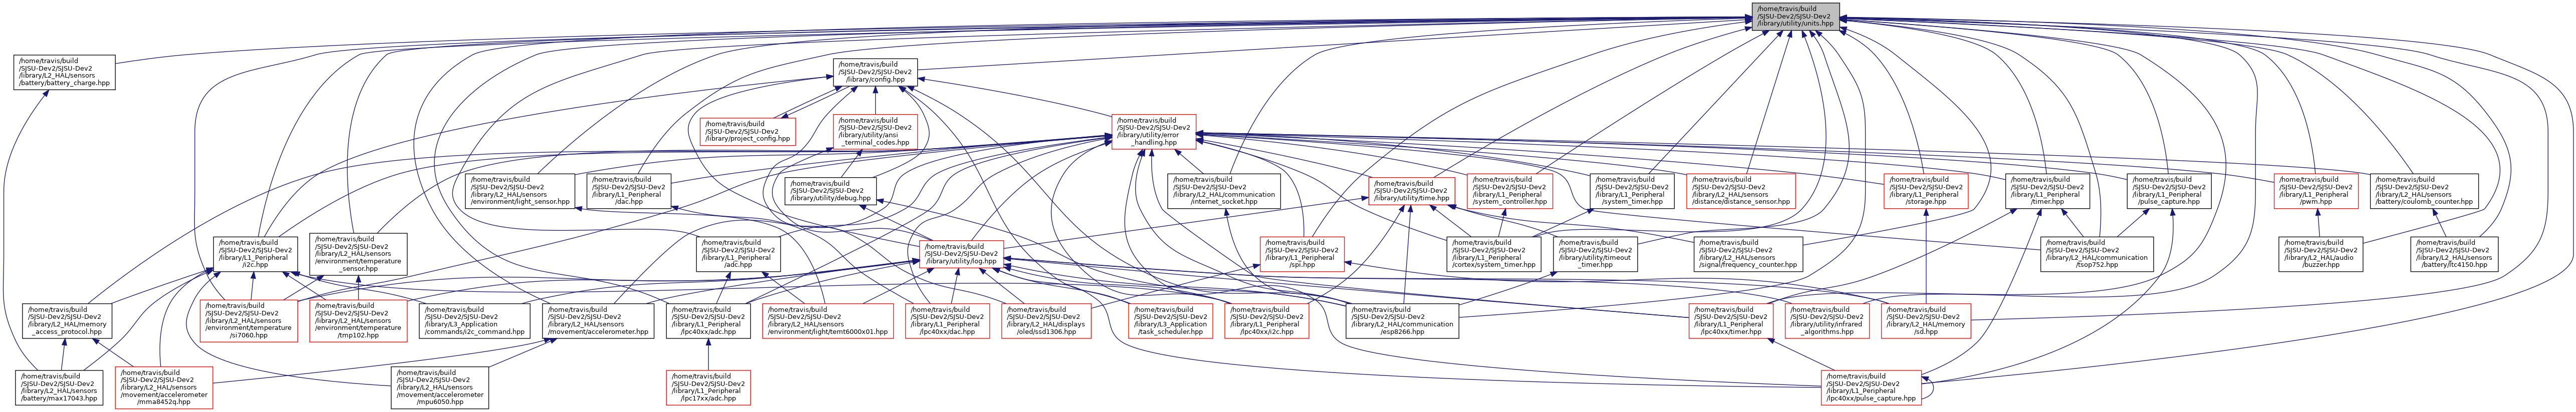 /home/travis/build
/SJSU-Dev2/SJSU-Dev2
/library/utility/units.hpp
/home/travis/build
/SJSU-Dev2/SJSU-Dev2
/library/L2_HAL/sensors
/battery/battery_charge.hpp
/home/travis/build
/SJSU-Dev2/SJSU-Dev2
/library/config.hpp
/home/travis/build
/SJSU-Dev2/SJSU-Dev2
/library/project_config.hpp
/home/travis/build
/SJSU-Dev2/SJSU-Dev2
/library/utility/ansi
_terminal_codes.hpp
/home/travis/build
/SJSU-Dev2/SJSU-Dev2
/library/utility/error
_handling.hpp
/home/travis/build
/SJSU-Dev2/SJSU-Dev2
/library/L2_HAL/sensors
/environment/light_sensor.hpp
/home/travis/build
/SJSU-Dev2/SJSU-Dev2
/library/L1_Peripheral
/dac.hpp
/home/travis/build
/SJSU-Dev2/SJSU-Dev2
/library/utility/debug.hpp
/home/travis/build
/SJSU-Dev2/SJSU-Dev2
/library/L2_HAL/communication
/internet_socket.hpp
/home/travis/build
/SJSU-Dev2/SJSU-Dev2
/library/utility/time.hpp
/home/travis/build
/SJSU-Dev2/SJSU-Dev2
/library/L1_Peripheral
/system_controller.hpp
/home/travis/build
/SJSU-Dev2/SJSU-Dev2
/library/L1_Peripheral
/system_timer.hpp
/home/travis/build
/SJSU-Dev2/SJSU-Dev2
/library/L2_HAL/sensors
/distance/distance_sensor.hpp
/home/travis/build
/SJSU-Dev2/SJSU-Dev2
/library/L1_Peripheral
/storage.hpp
/home/travis/build
/SJSU-Dev2/SJSU-Dev2
/library/L1_Peripheral
/timer.hpp
/home/travis/build
/SJSU-Dev2/SJSU-Dev2
/library/L1_Peripheral
/pulse_capture.hpp
/home/travis/build
/SJSU-Dev2/SJSU-Dev2
/library/L1_Peripheral
/pwm.hpp
/home/travis/build
/SJSU-Dev2/SJSU-Dev2
/library/L2_HAL/sensors
/battery/coulomb_counter.hpp
/home/travis/build
/SJSU-Dev2/SJSU-Dev2
/library/L1_Peripheral
/i2c.hpp
/home/travis/build
/SJSU-Dev2/SJSU-Dev2
/library/L2_HAL/sensors
/environment/temperature
_sensor.hpp
/home/travis/build
/SJSU-Dev2/SJSU-Dev2
/library/L1_Peripheral
/adc.hpp
/home/travis/build
/SJSU-Dev2/SJSU-Dev2
/library/utility/log.hpp
/home/travis/build
/SJSU-Dev2/SJSU-Dev2
/library/L1_Peripheral
/spi.hpp
/home/travis/build
/SJSU-Dev2/SJSU-Dev2
/library/L1_Peripheral
/cortex/system_timer.hpp
/home/travis/build
/SJSU-Dev2/SJSU-Dev2
/library/utility/timeout
_timer.hpp
/home/travis/build
/SJSU-Dev2/SJSU-Dev2
/library/L2_HAL/sensors
/signal/frequency_counter.hpp
/home/travis/build
/SJSU-Dev2/SJSU-Dev2
/library/L2_HAL/communication
/tsop752.hpp
/home/travis/build
/SJSU-Dev2/SJSU-Dev2
/library/L2_HAL/audio
/buzzer.hpp
/home/travis/build
/SJSU-Dev2/SJSU-Dev2
/library/L2_HAL/sensors
/battery/ltc4150.hpp
/home/travis/build
/SJSU-Dev2/SJSU-Dev2
/library/L2_HAL/memory
_access_protocol.hpp
/home/travis/build
/SJSU-Dev2/SJSU-Dev2
/library/L2_HAL/sensors
/environment/temperature
/si7060.hpp
/home/travis/build
/SJSU-Dev2/SJSU-Dev2
/library/L2_HAL/sensors
/environment/temperature
/tmp102.hpp
/home/travis/build
/SJSU-Dev2/SJSU-Dev2
/library/L3_Application
/commands/i2c_command.hpp
/home/travis/build
/SJSU-Dev2/SJSU-Dev2
/library/L2_HAL/sensors
/movement/accelerometer.hpp
/home/travis/build
/SJSU-Dev2/SJSU-Dev2
/library/L1_Peripheral
/lpc40xx/adc.hpp
/home/travis/build
/SJSU-Dev2/SJSU-Dev2
/library/L2_HAL/sensors
/environment/light/temt6000x01.hpp
/home/travis/build
/SJSU-Dev2/SJSU-Dev2
/library/L1_Peripheral
/lpc40xx/dac.hpp
/home/travis/build
/SJSU-Dev2/SJSU-Dev2
/library/L2_HAL/displays
/oled/ssd1306.hpp
/home/travis/build
/SJSU-Dev2/SJSU-Dev2
/library/L3_Application
/task_scheduler.hpp
/home/travis/build
/SJSU-Dev2/SJSU-Dev2
/library/L1_Peripheral
/lpc40xx/i2c.hpp
/home/travis/build
/SJSU-Dev2/SJSU-Dev2
/library/L2_HAL/communication
/esp8266.hpp
/home/travis/build
/SJSU-Dev2/SJSU-Dev2
/library/L1_Peripheral
/lpc40xx/timer.hpp
/home/travis/build
/SJSU-Dev2/SJSU-Dev2
/library/utility/infrared
_algorithms.hpp
/home/travis/build
/SJSU-Dev2/SJSU-Dev2
/library/L2_HAL/memory
/sd.hpp
/home/travis/build
/SJSU-Dev2/SJSU-Dev2
/library/L2_HAL/sensors
/battery/max17043.hpp
/home/travis/build
/SJSU-Dev2/SJSU-Dev2
/library/L2_HAL/sensors
/movement/accelerometer
/mma8452q.hpp
/home/travis/build
/SJSU-Dev2/SJSU-Dev2
/library/L2_HAL/sensors
/movement/accelerometer
/mpu6050.hpp
/home/travis/build
/SJSU-Dev2/SJSU-Dev2
/library/L1_Peripheral
/lpc17xx/adc.hpp
/home/travis/build
/SJSU-Dev2/SJSU-Dev2
/library/L1_Peripheral
/lpc40xx/pulse_capture.hpp